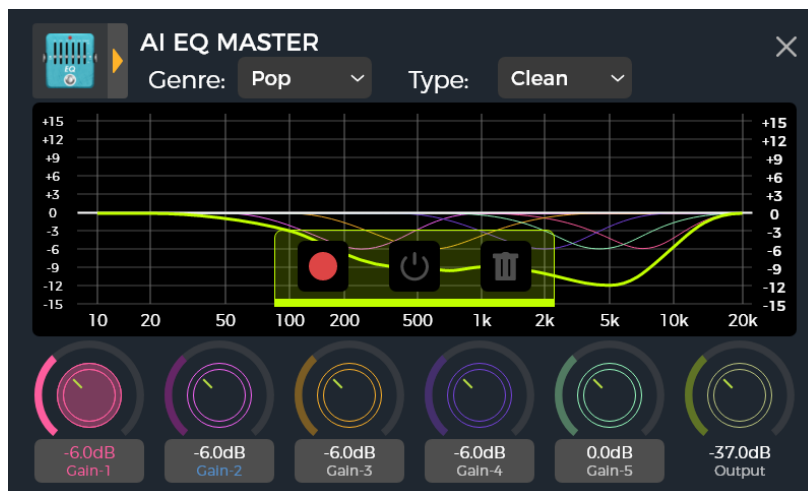 AI EQ MASTER
EQ
Genre: Pop Type: Clean
+15 +15
+12 +12
+9 +9
+6 +6
+3 +3
0 0
-3 -3
-6 -6
-9 -9
-12 -12
-15 -15
10 20 50 100 200 500 1k 2k 5k 10k 20k
-6.0dB -6.0dB -6.0dB -6.0dB 0.0dB -37.0dB
Gain-1 Gain-2 Gain-3 Gain-4 Gain-5 Output